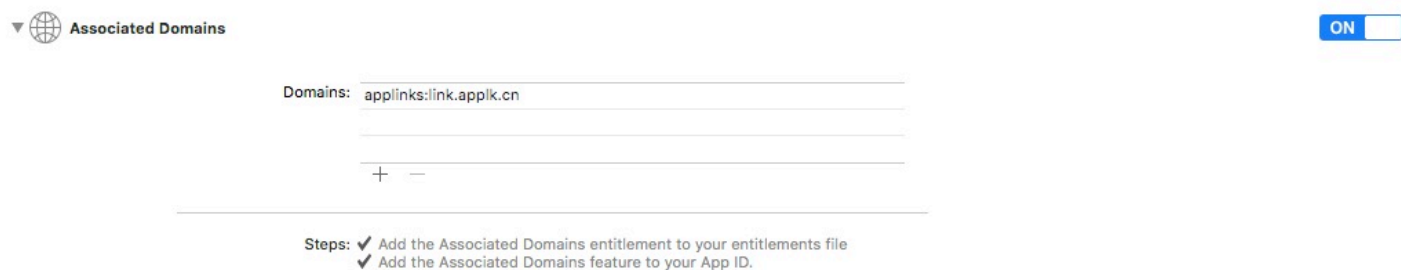 Associated Domains
ON
Domains: applinks:link.applk.cn
Steps: ✓ Add the Associated Domains entitlement to your entitlements file
✓ Add the Associated Domains feature to your App ID.